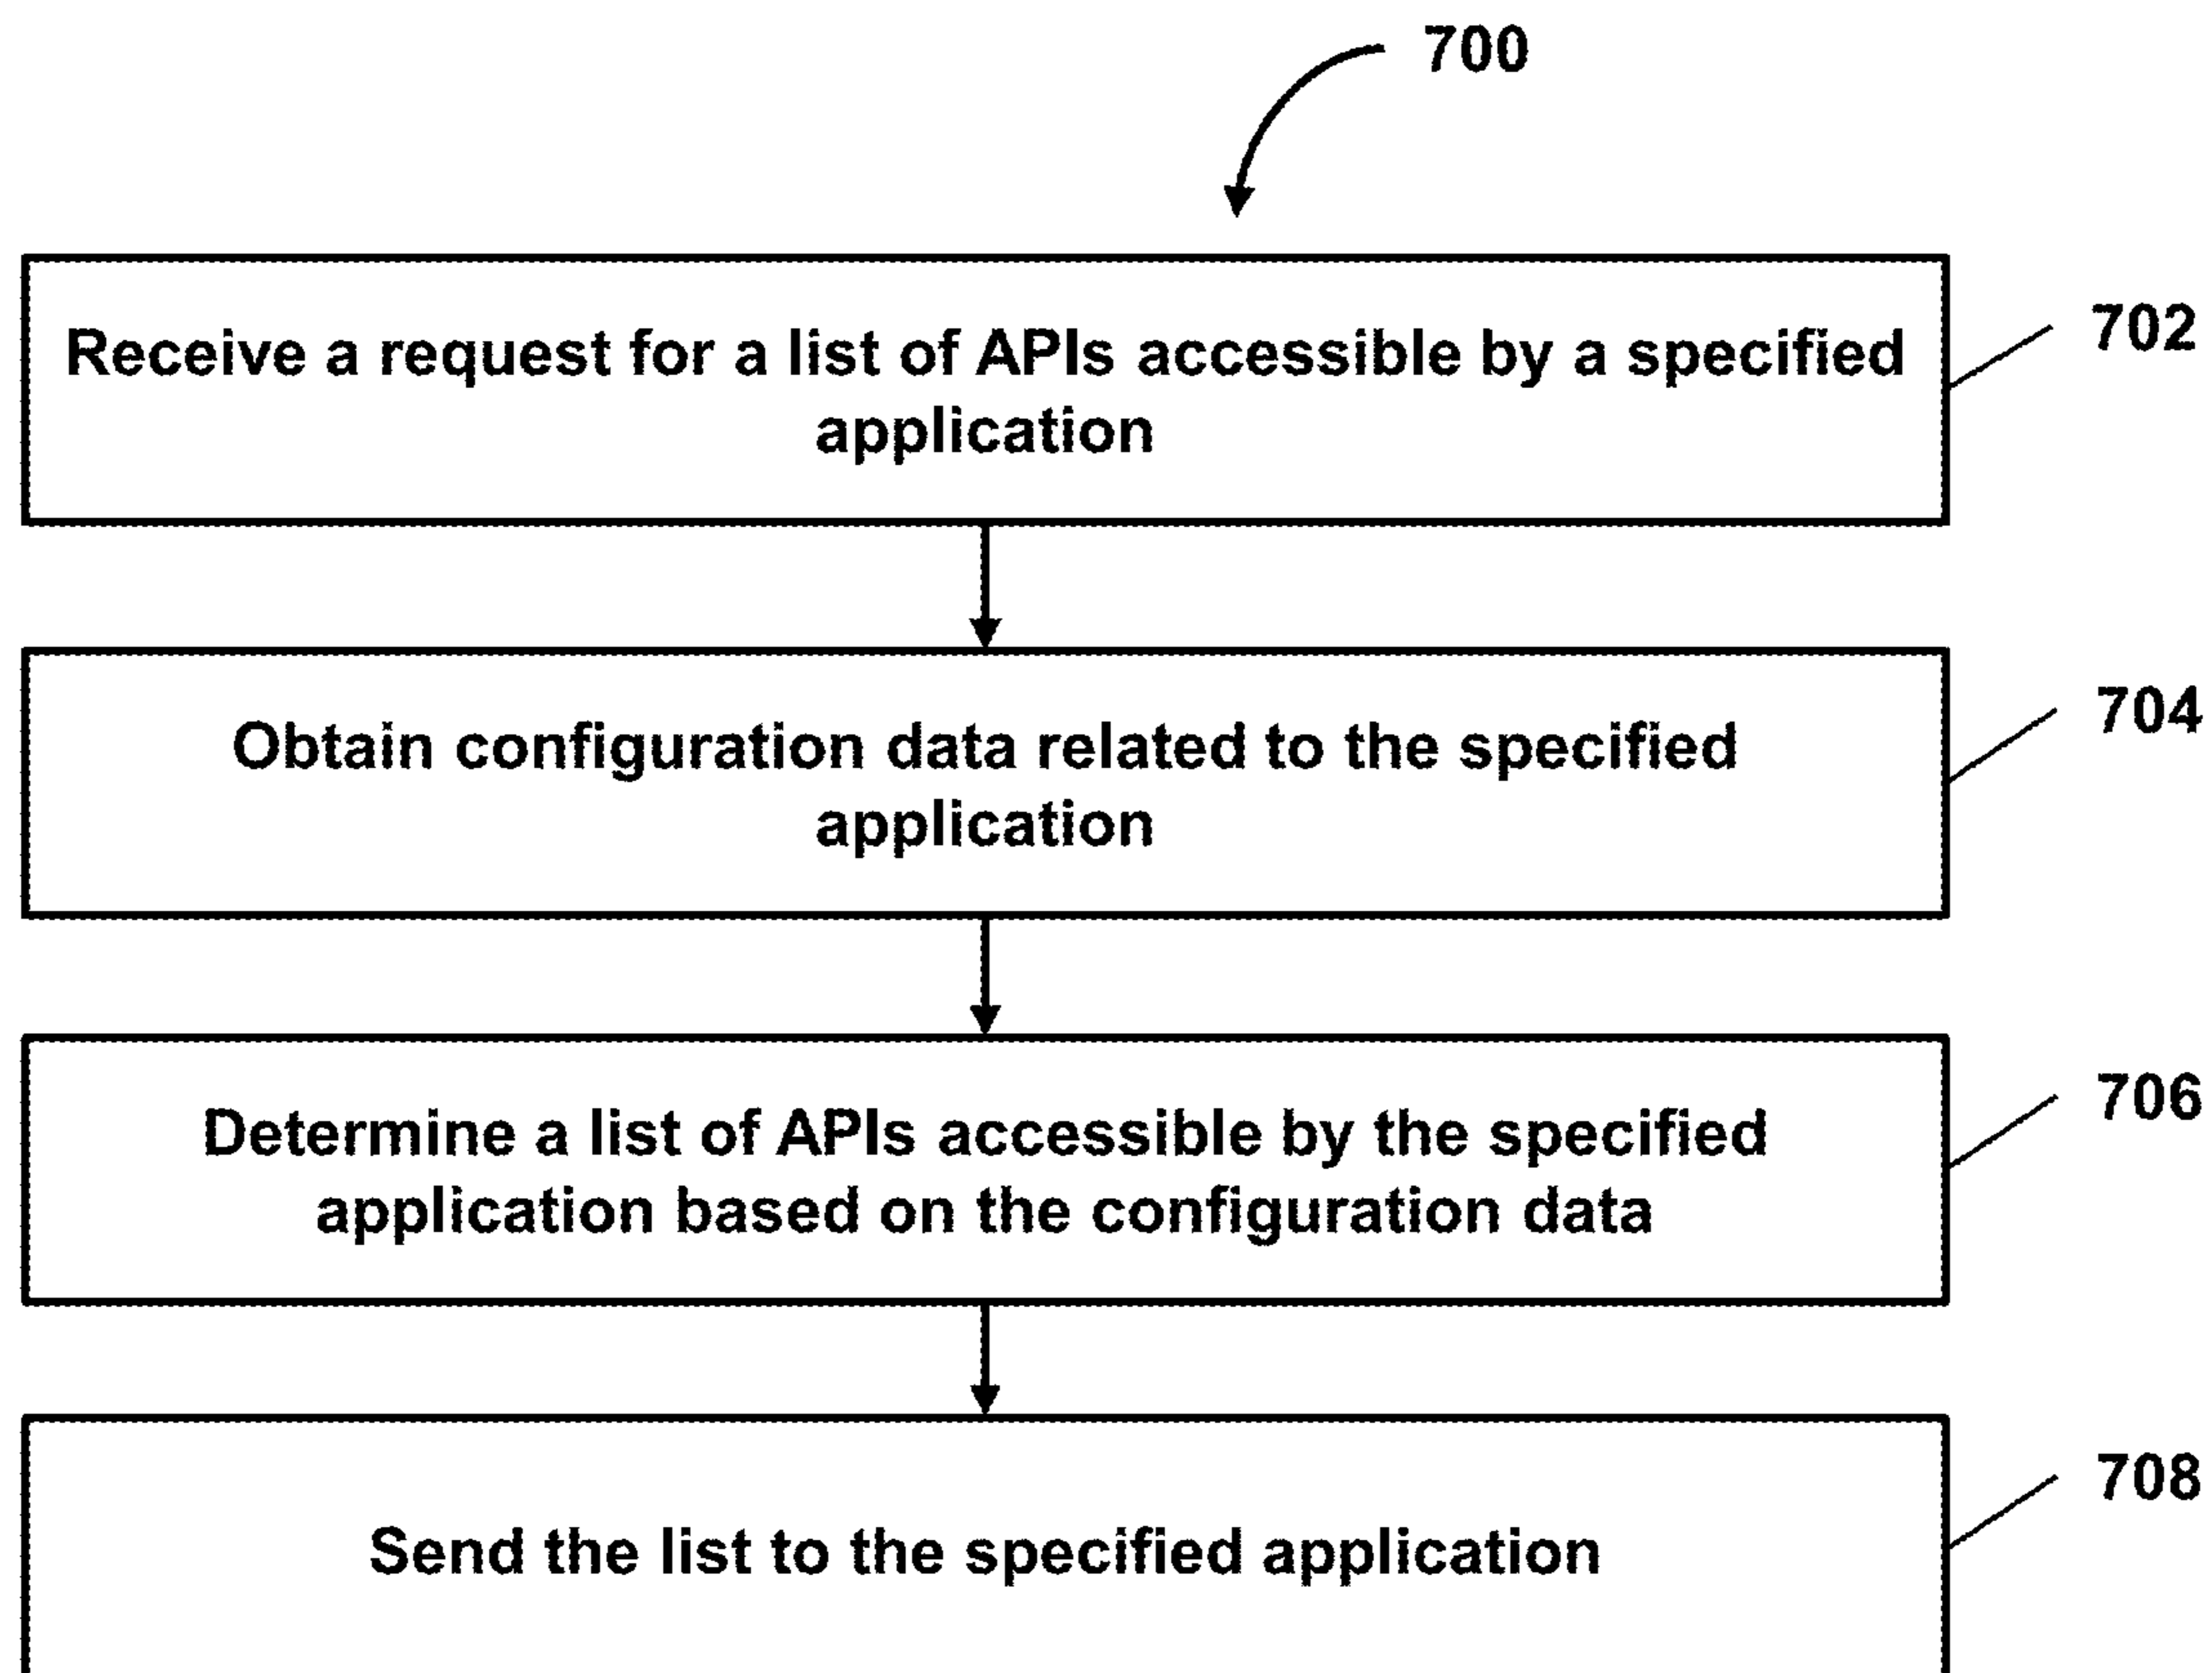 700
Receive a request for a list of APIs accessible by a specified
application
702
Obtain configuration data related to the specified
application
704
Determine a list of APIs accessible by the specified
application based on the configuration data
706
Send the list to the specified application
708